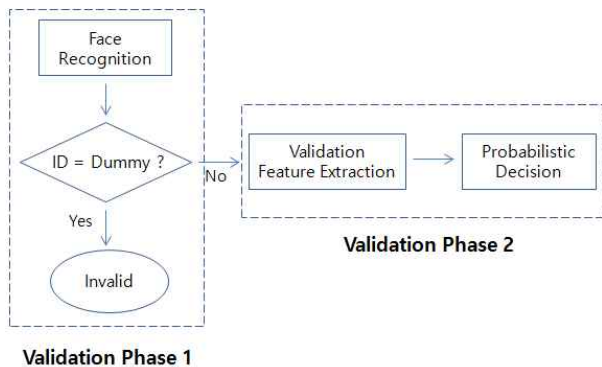 Face
Recognition
ID = Dummy ?
No
Yes
Invalid
Validation Phase 1
Validation
Feature Extraction
Probabilistic
Decision
Validation Phase 2